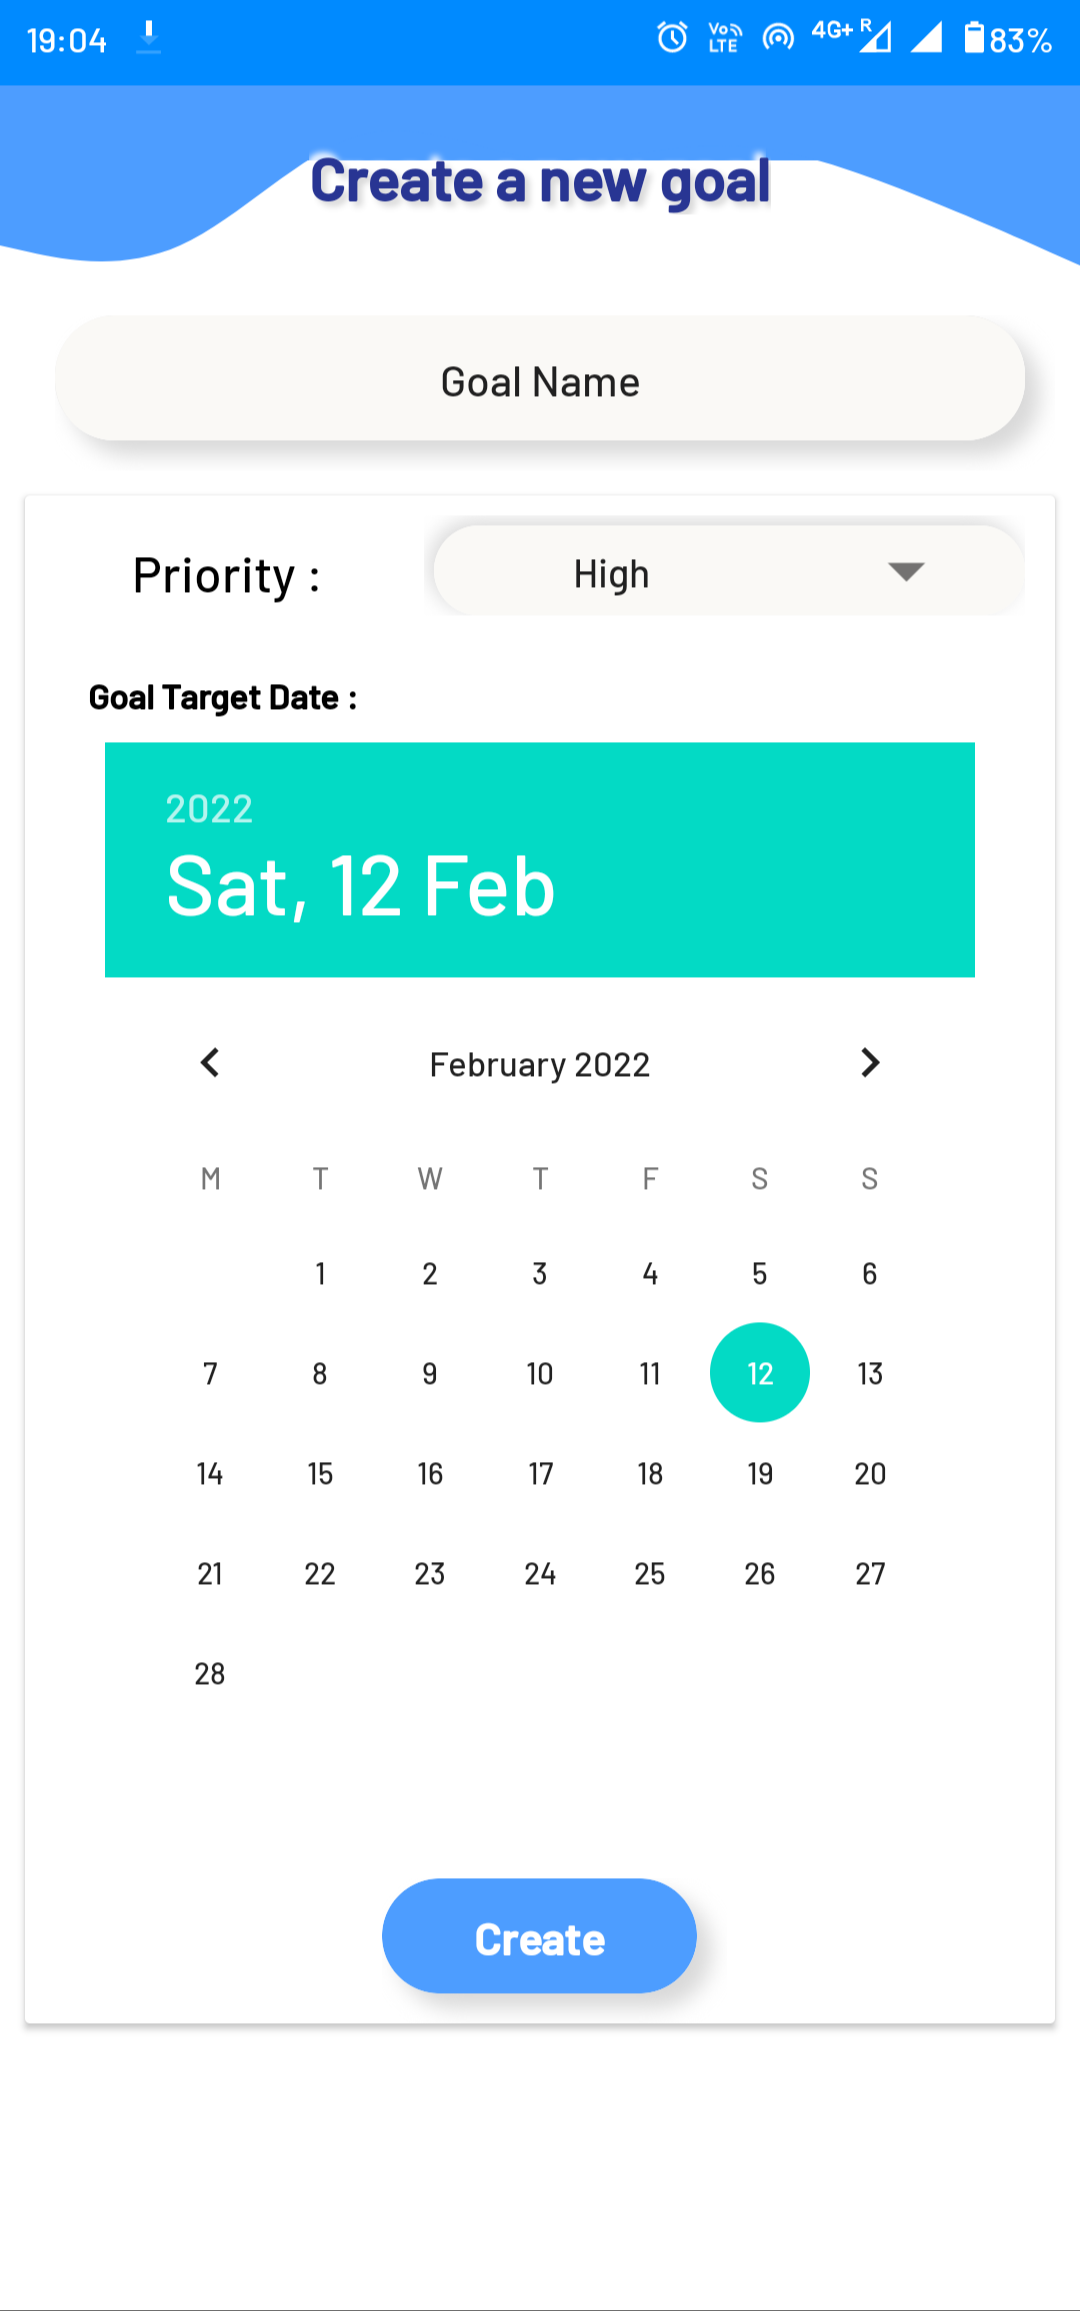 19:04 Vo LTE 4G+ R 83%
Create a new goal
Goal Name
Priority : High
Goal Target Date :
2022
Sat, 12 Feb
February 2022
M T W T F S S
1 2 3 4 5 6
7 8 9 10 11 12 13
14 15 16 17 18 19 20
21 22 23 24 25 26 27
28
Create